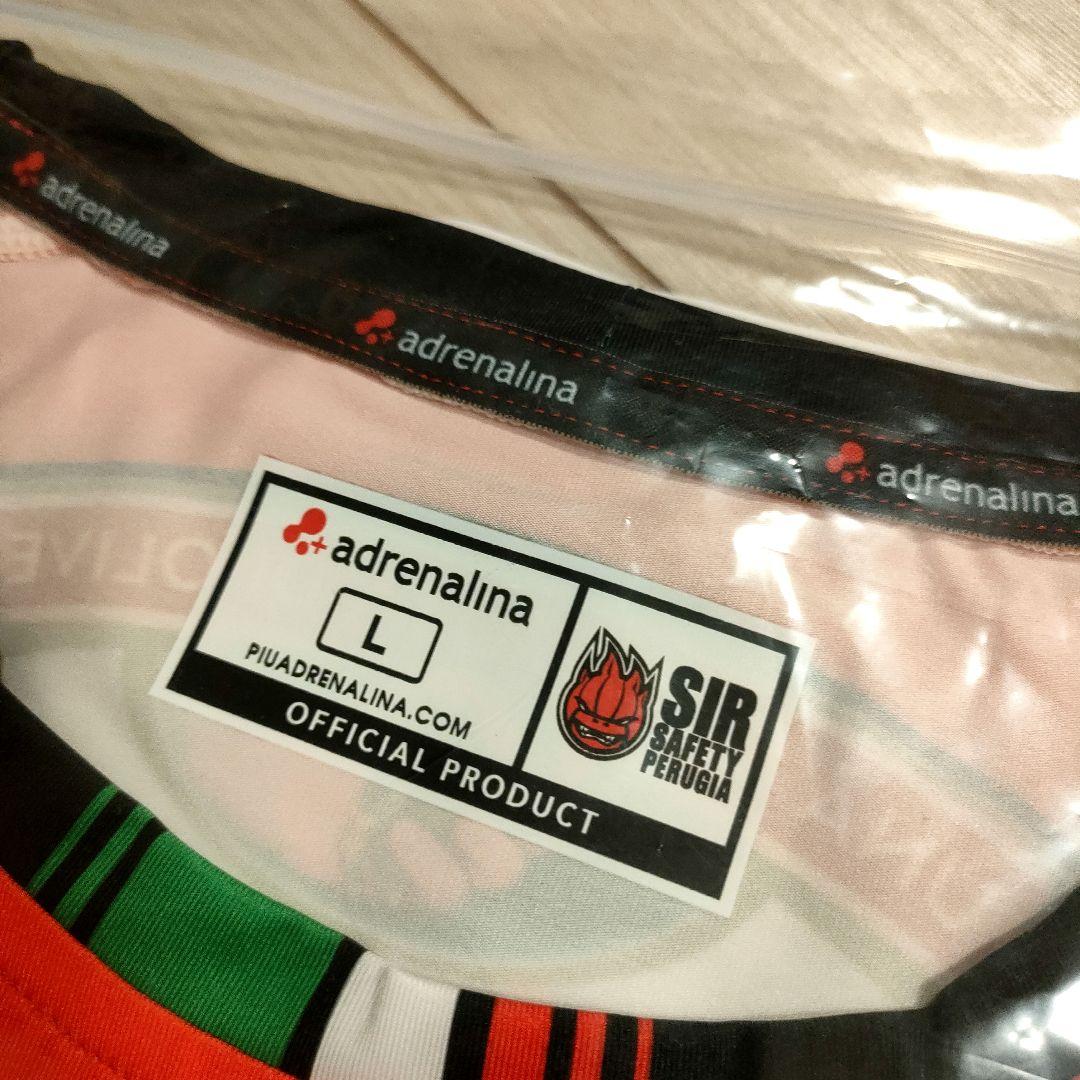 adrenalina
adrenalina
adrenalina
adrenalina
L
PIUADRENALINA.COM
OFFICIAL PRODUCT
SIR
SAFETY
PERUGIA